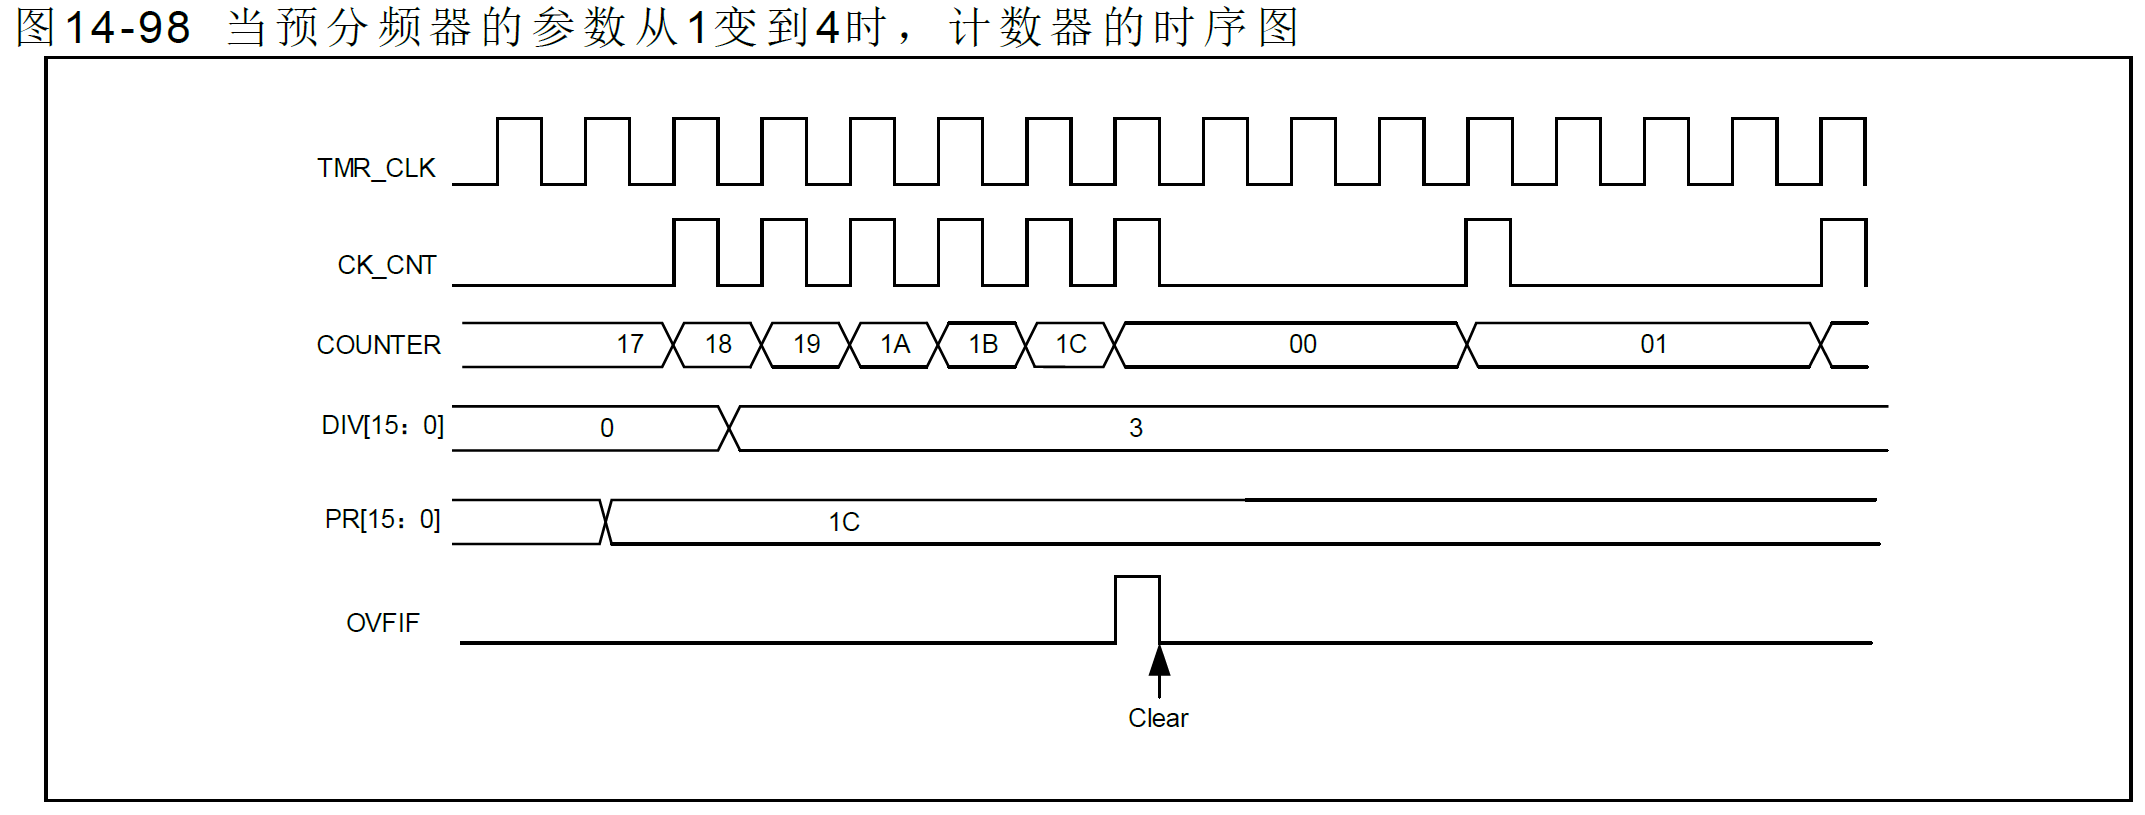 图14-98 当预分频器的参数从1变到4时，计数器的时序图
TMR_CLK
CK_CNT
COUNTER 17 18 19 1A 1B 1C 00 01
DIV[15：0] 0 3
PR[15：0] 1C
OVFIF
Clear